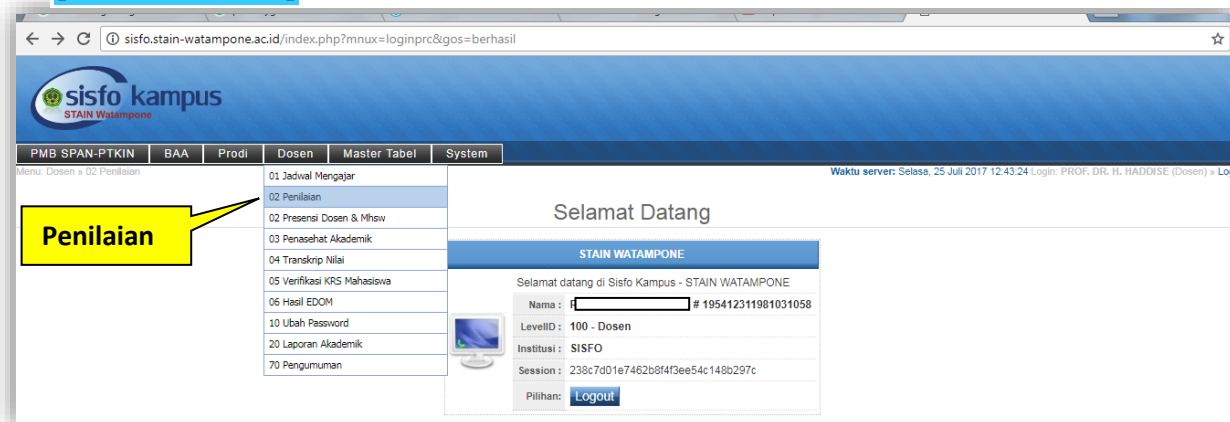 sisfo.stain-watampone.ac.id/index.php?mnux=loginprc&gos=berhasil
sisfo kampus
STAIN Watampone
PMB SPAN-PTKIN BAA Prodi Dosen Master Tabel System
Menu: Dosen » 02 Penilaian
Waktu server: Selasa, 25 Juli 2017 12:43:24 Login: PROF. DR. H. HADDISE (Dosen) » Lo
01 Jadwal Mengajar
02 Penilaian
02 Presensi Dosen & Mhsw
03 Penasehat Akademik
04 Transkrip Nilai
05 Verifikasi KRS Mahasiswa
06 Hasil EDOM
10 Ubah Password
20 Laporan Akademik
70 Pengumuman
Penilaian
Selamat Datang
STAIN WATAMPONE
Selamat datang di Sisfo Kampus - STAIN WATAMPONE
Nama : # 195412311981031058
LevelID : 100 - Dosen
Institusi : SISFO
Session : 238c7d01e7462b8f4f3ee54c148b297c
Pilihan: Logout